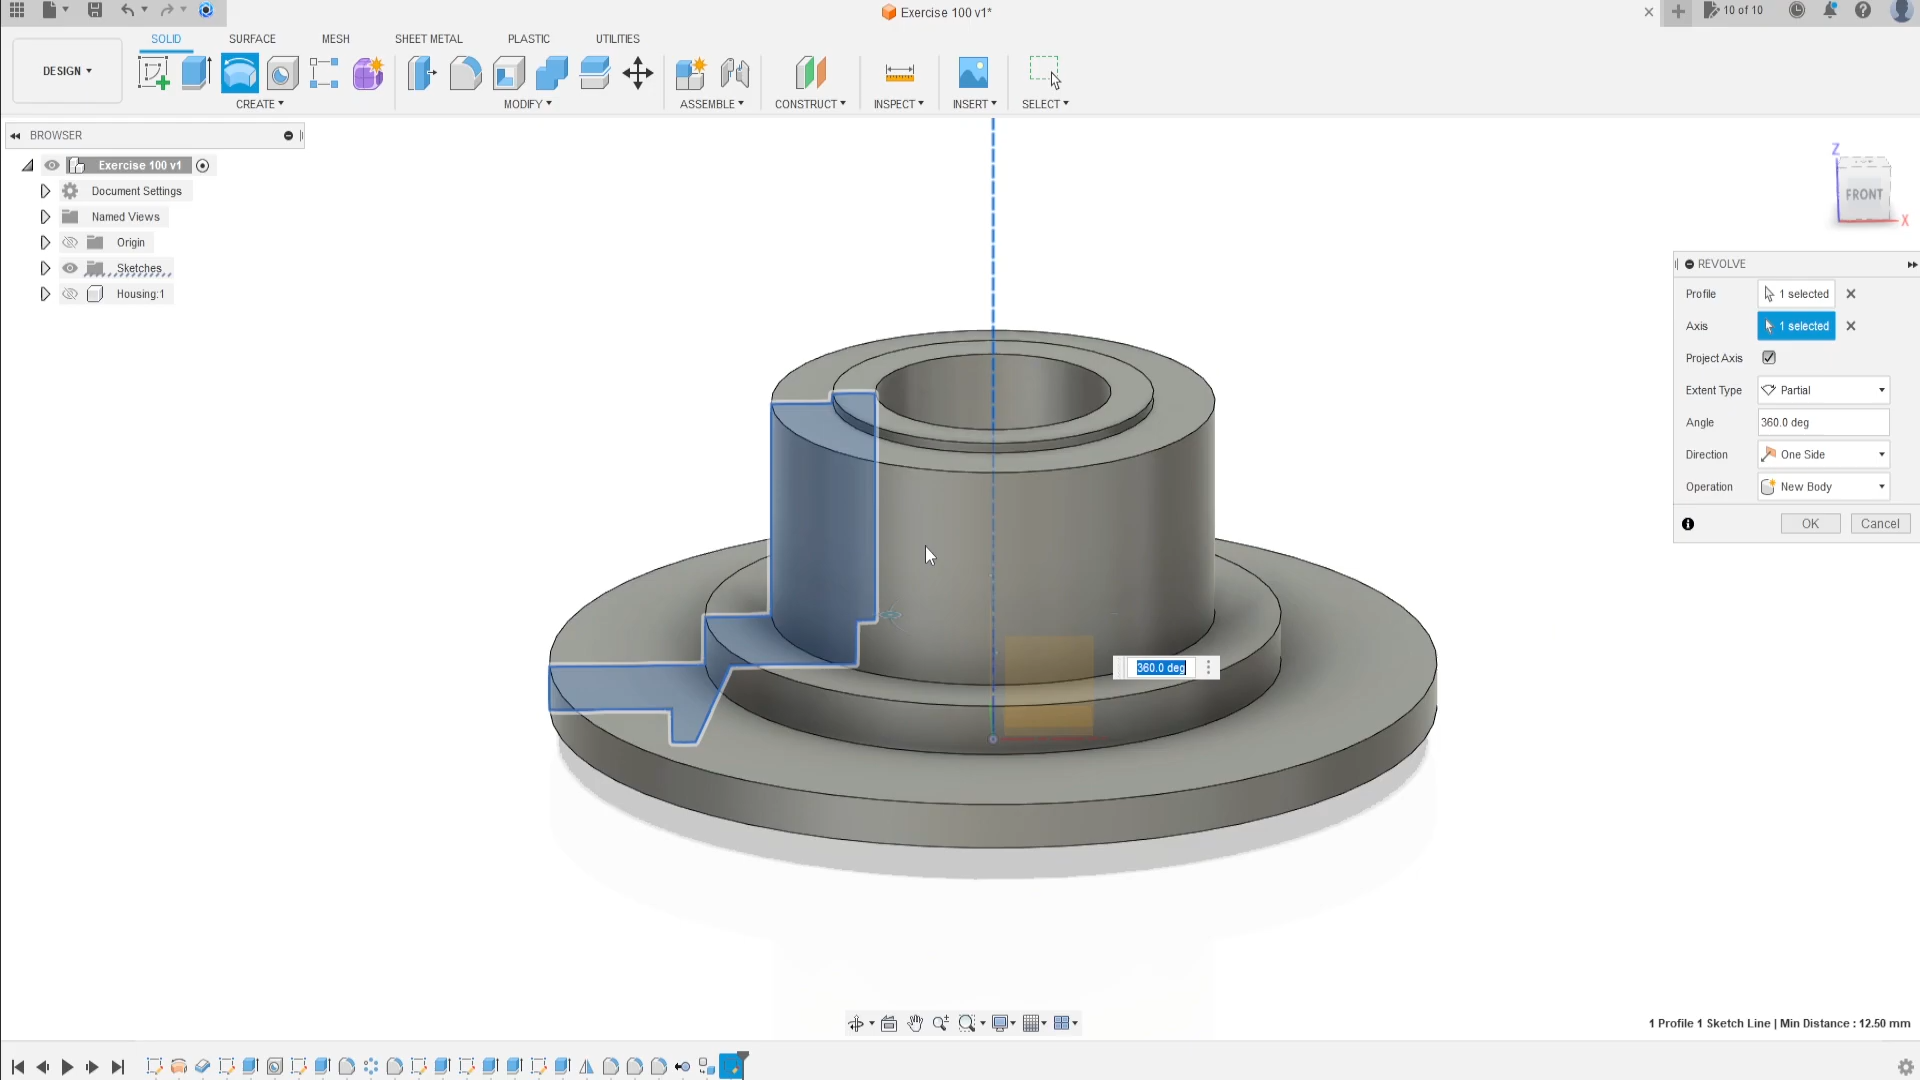 Exercise 100 v1*
10 of 10
DESIGN
SOLID
SURFACE
MESH
SHEET METAL
PLASTIC
UTILITIES
CREATE
MODIFY
ASSEMBLE
CONSTRUCT
INSPECT
INSERT
SELECT
BROWSER
Exercise 100 v1
Document Settings
Named Views
Origin
Sketches
Housing:1
Z
FRONT
X
REVOLVE
Profile
1 selected
Axis
1 selected
Project Axis
Extent Type
Partial
Angle
360.0 deg
Direction
One Side
Operation
New Body
OK
Cancel
360.0 deg
1 Profile 1 Sketch Line | Min Distance : 12.50 mm